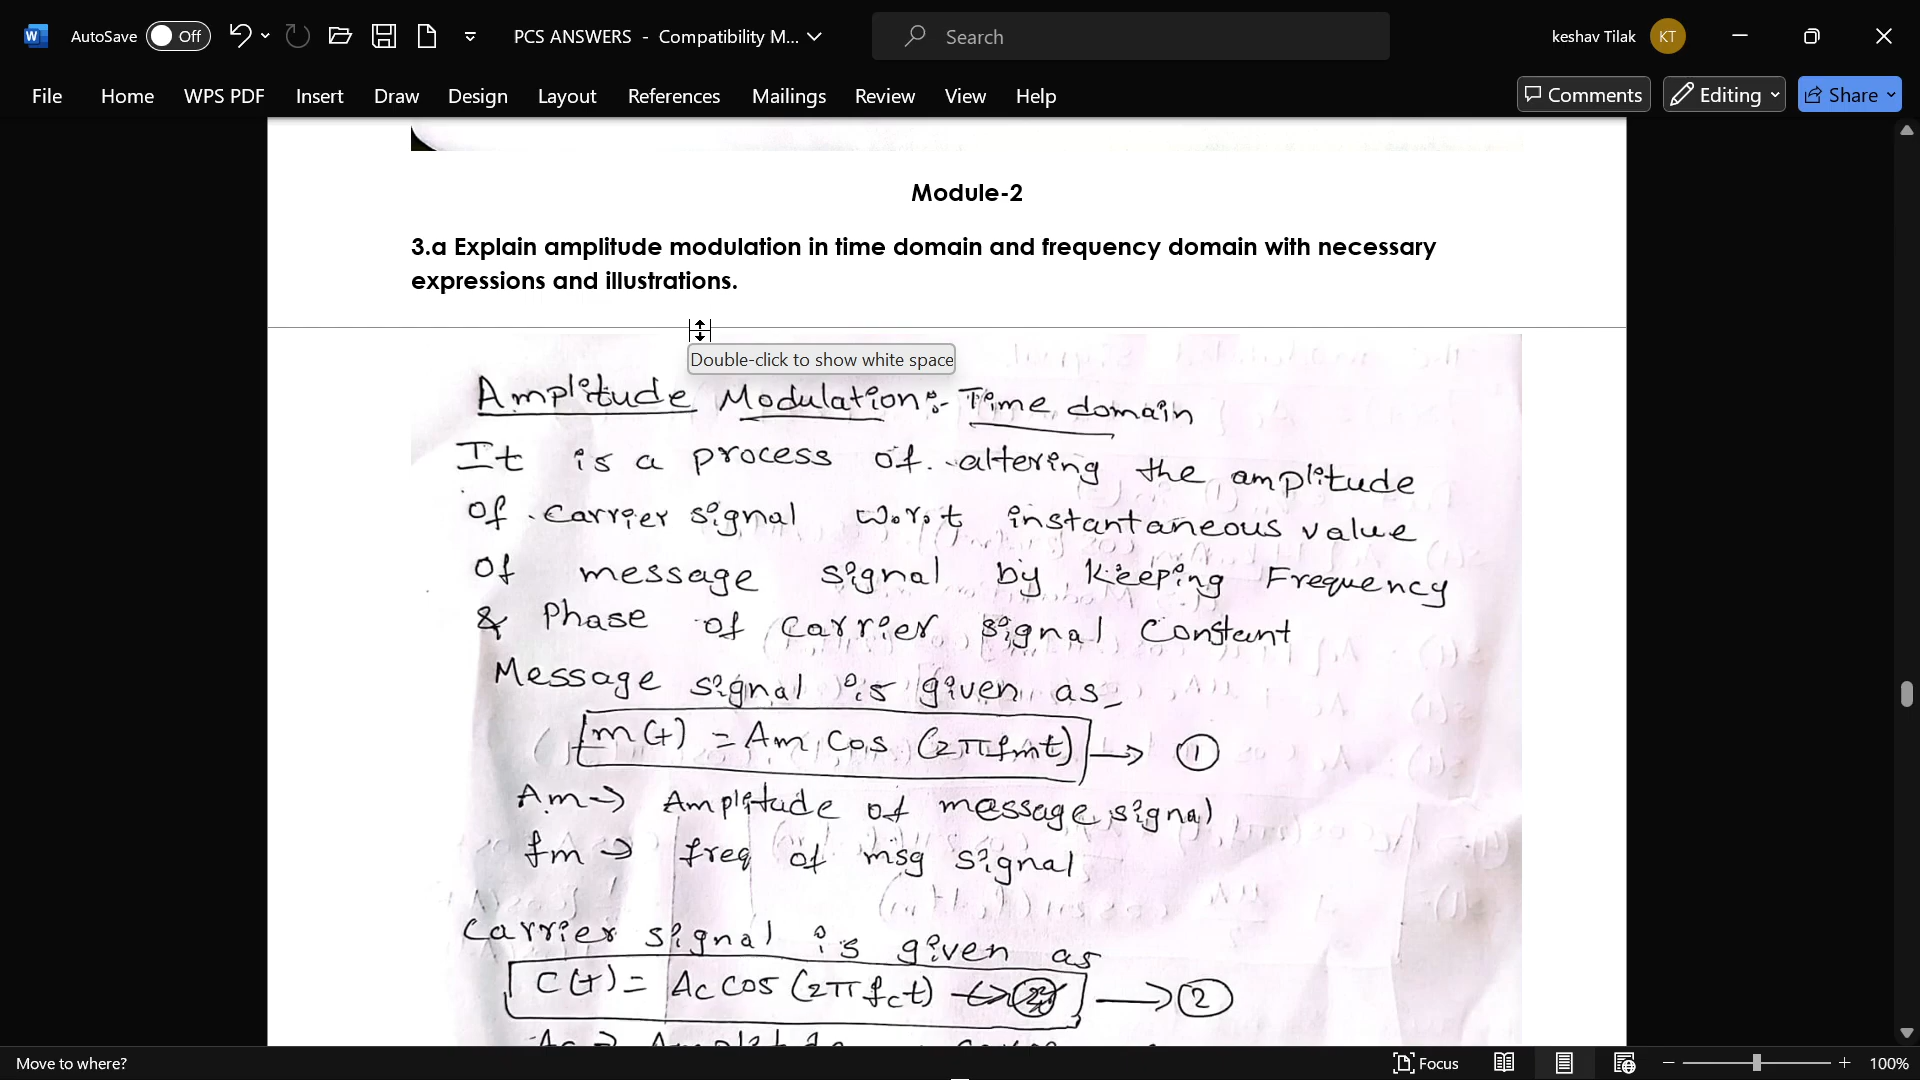 AutoSave Off PCS ANSWERS - Compatibility M... Search keshav Tilak KT
File Home WPS PDF Insert Draw Design Layout References Mailings Review View Help Comments Editing Share
Module-2
3.a Explain amplitude modulation in time domain and frequency domain with necessary
expressions and illustrations.
Double-click to show white space
Amplitude Modulation:- Time domain
It is a process of altering the amplitude
of carrier signal w.r.t instantaneous value
of message signal by keeping Frequency
& Phase of carrier signal constant
Message signal is given as
m(t) = Am Cos (2πfmt) → ①
Am → Amplitude of message signal
fm → freq of msg signal
Carrier signal is given as
C(t) = Ac cos (2π fct) → ②
Move to where? Focus 100%